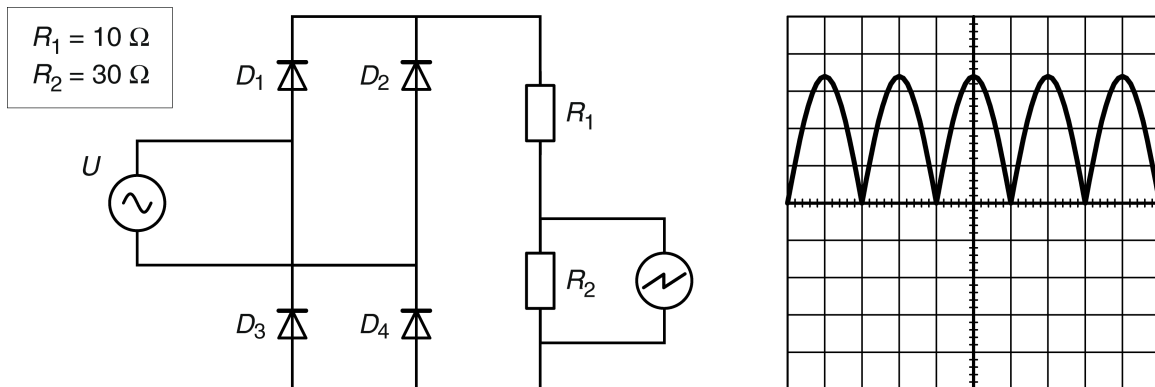 R₁ = 10 Ω
R₂ = 30 Ω
D₁
D₂
R₁
U
R₂
D₃
D₄